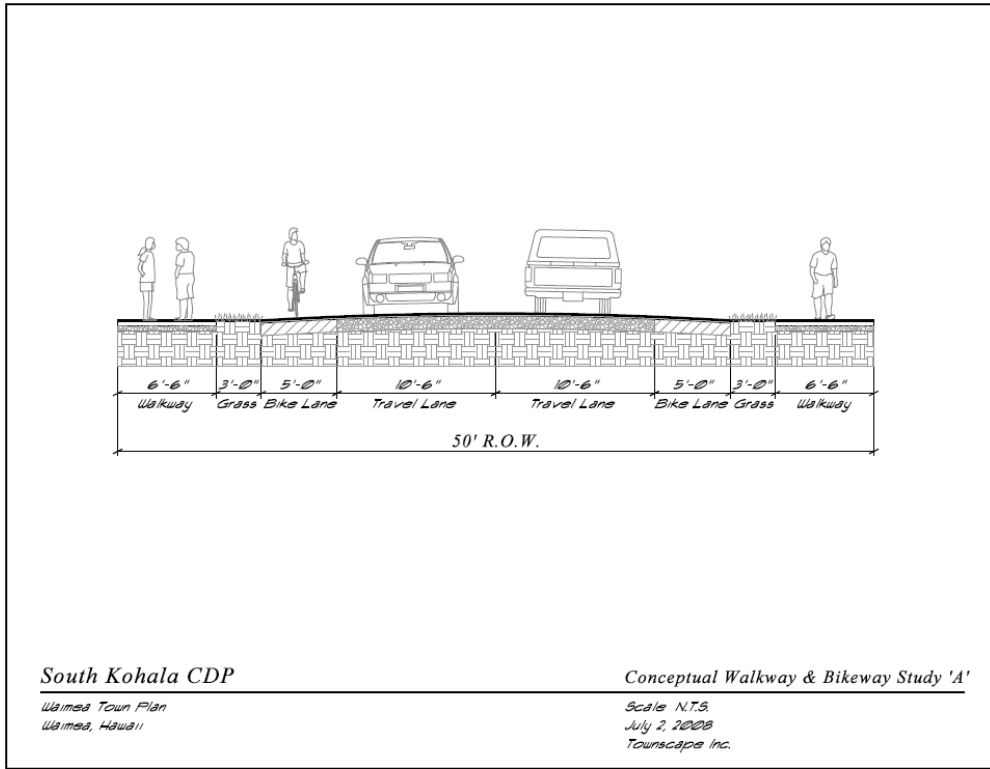 6'-6" 3'-0" 5'-0" 10'-6" 10'-6" 5'-0" 3'-0" 6'-6"
Walkway Grass Bike Lane Travel Lane Travel Lane Bike Lane Grass Walkway
50' R.O.W.
South Kohala CDP
Waimea Town Plan
Waimea, Hawaii
Conceptual Walkway & Bikeway Study 'A'
Scale N.T.S.
July 2, 2008
Townscape Inc.